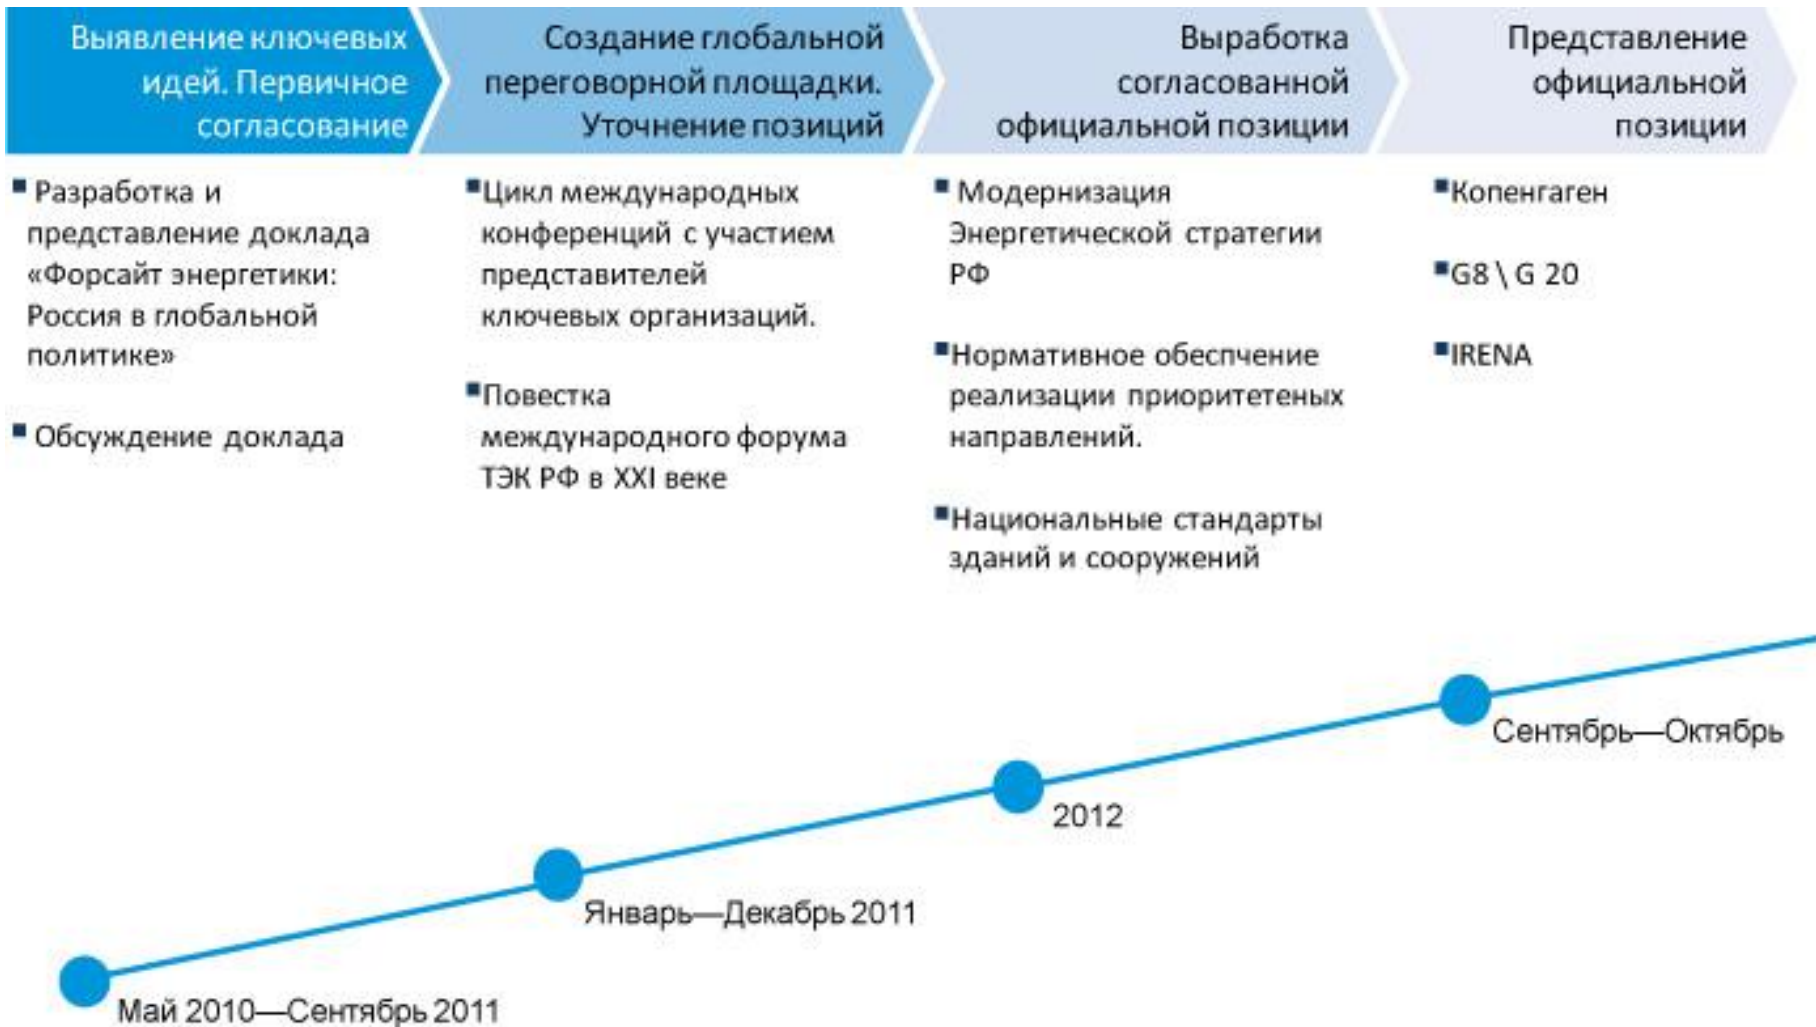 Выявление ключевых
идей. Первичное
согласование
Создание глобальной
переговорной площадки.
Уточнение позиций
Выработка
согласованной
официальной позиции
Представление
официальной
позиции
Разработка и
представление доклада
«Форсайт энергетики:
Россия в глобальной
политике»
Обсуждение доклада
Цикл международных
конференций с участием
представителей
ключевых организаций.
Повестка
международного форума
ТЭК РФ в XXI веке
Модернизация
Энергетической стратегии
РФ
Нормативное обеспчение
реализации приоритетеных
направлений.
Национальные стандарты
зданий и сооружений
Копенгаген
G8 \ G 20
IRENA
Сентябрь—Октябрь
2012
Январь—Декабрь 2011
Май 2010—Сентябрь 2011